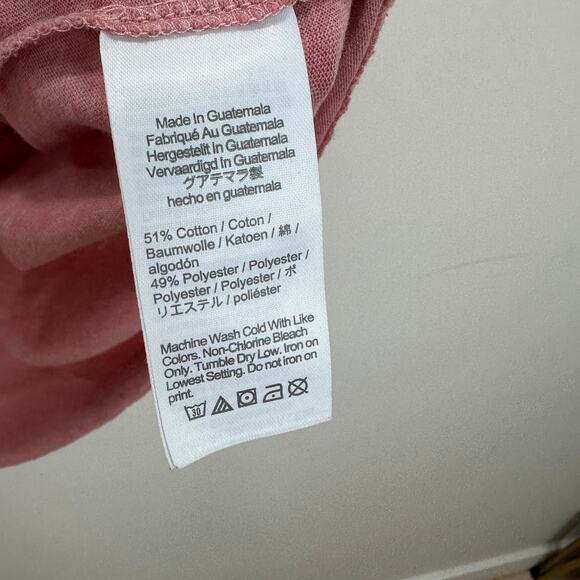 Made In Guatemala
Fabriqué Au Guatemala
Hergestellt In Guatemala
Vervaardigd In Guatemala
グアテマラ製
hecho en guatemala
51% Cotton / Coton /
Baumwolle / Katoen / 綿 /
algodón
49% Polyester / Polyester /
Polyester / Polyester / ポ
リエステル / poliéster
Machine Wash Cold With Like
Colors. Non-Chlorine Bleach
Only. Tumble Dry Low. Iron on
Lowest Setting. Do not iron on
print.
30